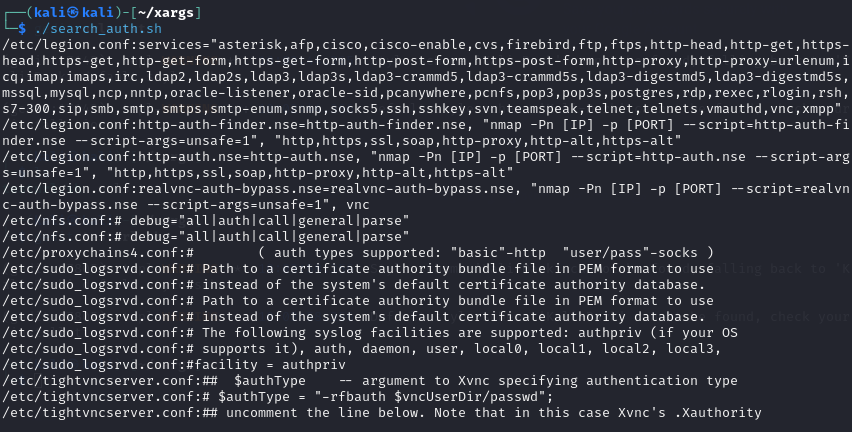 ┌──(kali㉿kali)-[~/xargs]
└─$ ./search_auth.sh
/etc/legion.conf:services="asterisk,afp,cisco,cisco-enable,cvs,firebird,ftp,ftps,http-head,http-get,https-
head,https-get,http-get-form,https-get-form,http-post-form,https-post-form,http-proxy,http-proxy-urlenum,i
cq,imap,imaps,irc,ldap2,ldap2s,ldap3,ldap3s,ldap3-crammd5,ldap3-crammd5s,ldap3-digestmd5,ldap3-digestmd5s,
mssql,mysql,ncp,nntp,oracle-listener,oracle-sid,pcanywhere,pcnfs,pop3,pop3s,postgres,rdp,rexec,rlogin,rsh,
s7-300,sip,smb,smtp,smtps,smtp-enum,snmp,socks5,ssh,sshkey,svn,teamspeak,telnet,telnets,vmauthd,vnc,xmpp"
/etc/legion.conf:http-auth-finder.nse=http-auth-finder.nse, "nmap -Pn [IP] -p [PORT] --script=http-auth-fi
nder.nse --script-args=unsafe=1", "http,https,ssl,soap,http-proxy,http-alt,https-alt"
/etc/legion.conf:http-auth.nse=http-auth.nse, "nmap -Pn [IP] -p [PORT] --script=http-auth.nse --script-arg
s=unsafe=1", "http,https,ssl,soap,http-proxy,http-alt,https-alt"
/etc/legion.conf:realvnc-auth-bypass.nse=realvnc-auth-bypass.nse, "nmap -Pn [IP] -p [PORT] --script=realvn
c-auth-bypass.nse --script-args=unsafe=1", vnc
/etc/nfs.conf:# debug="all|auth|call|general|parse"
/etc/nfs.conf:# debug="all|auth|call|general|parse"
/etc/proxychains4.conf:#       ( auth types supported: "basic"-http  "user/pass"-socks )
/etc/sudo_logsrvd.conf:# Path to a certificate authority bundle file in PEM format to use
/etc/sudo_logsrvd.conf:# instead of the system's default certificate authority database.
/etc/sudo_logsrvd.conf:# Path to a certificate authority bundle file in PEM format to use
/etc/sudo_logsrvd.conf:# instead of the system's default certificate authority database.
/etc/sudo_logsrvd.conf:# The following syslog facilities are supported: authpriv (if your OS
/etc/sudo_logsrvd.conf:# supports it), auth, daemon, user, local0, local1, local2, local3,
/etc/sudo_logsrvd.conf:#facility = authpriv
/etc/tightvncserver.conf:##  $authType    -- argument to Xvnc specifying authentication type
/etc/tightvncserver.conf:# $authType = "-rfbauth $vncUserDir/passwd";
/etc/tightvncserver.conf:## uncomment the line below. Note that in this case Xvnc's .Xauthority